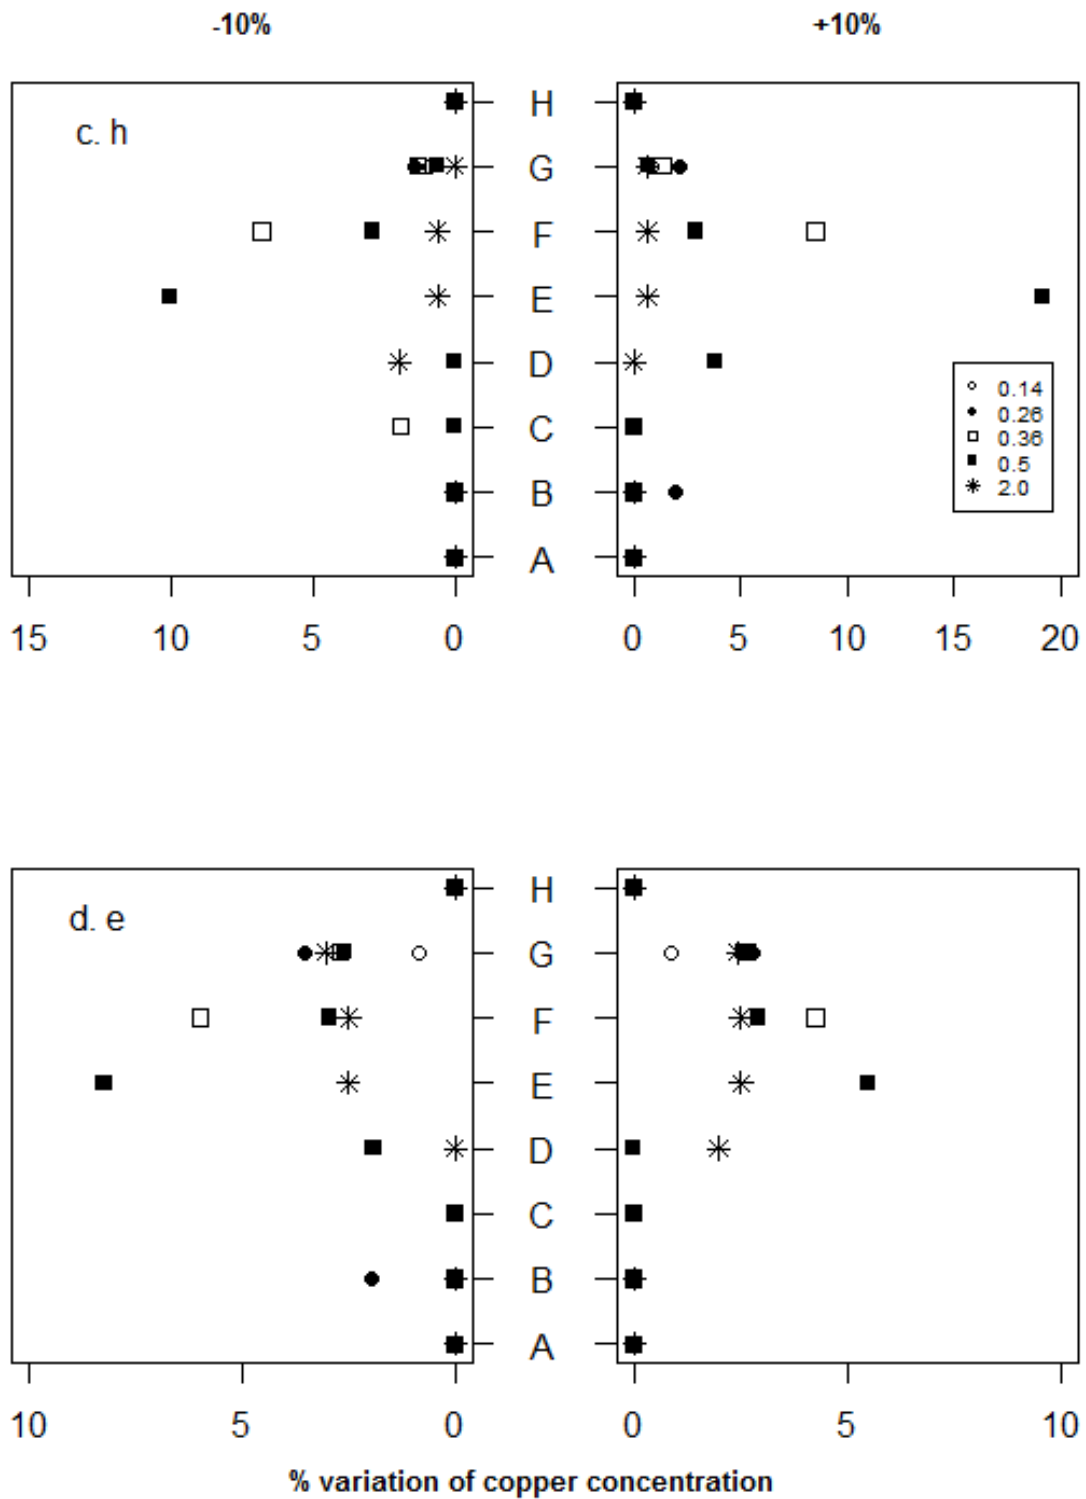 -10% +10%
c. h
H
G
F
E
D
C
B
A
0.14
0.26
0.36
0.5
2.0
15 10 5 0 0 5 10 15 20
d. e
H
G
F
E
D
C
B
A
10 5 0 0 5 10
% variation of copper concentration